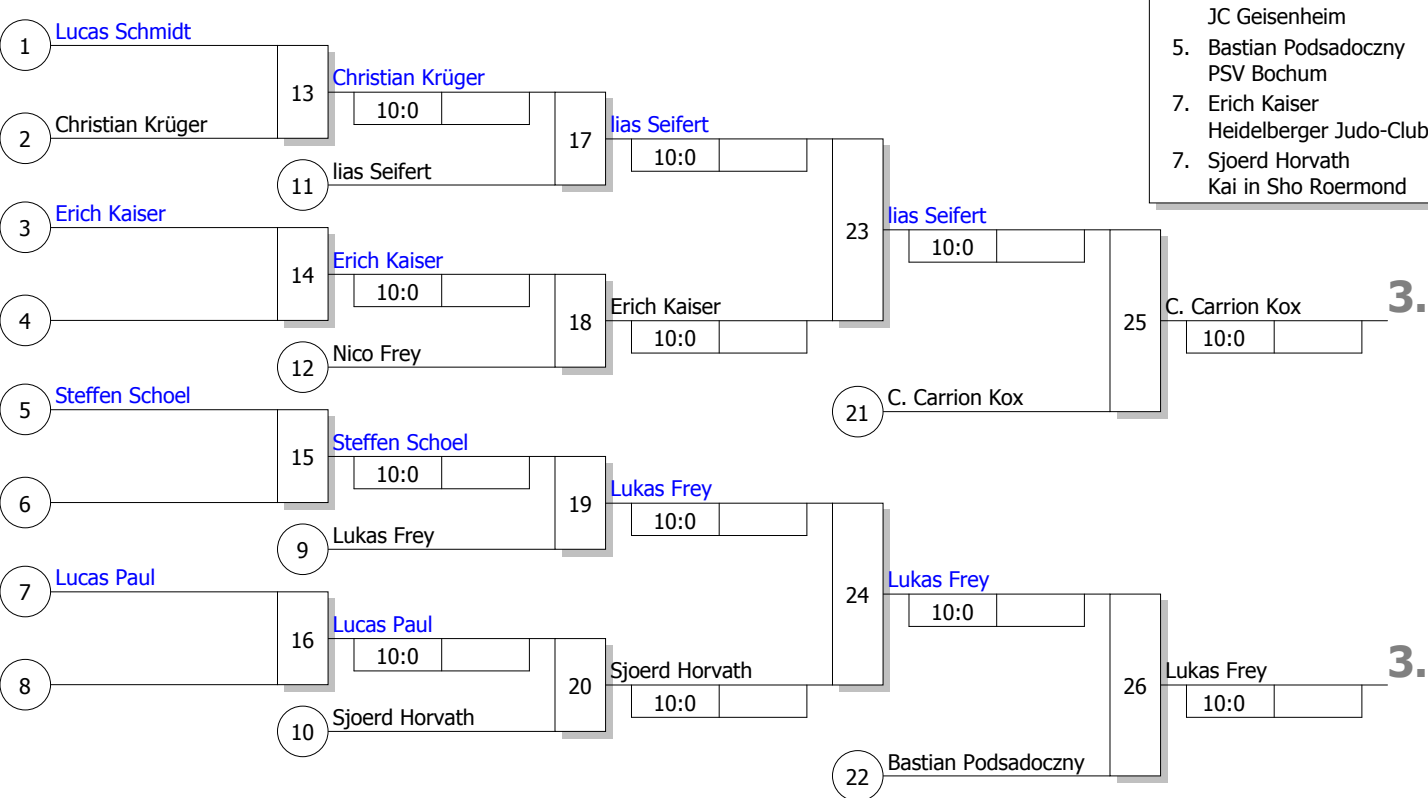 JC Geisenheim
5. Bastian Podsadoczny
PSV Bochum
7. Erich Kaiser
Heidelberger Judo-Club
7. Sjoerd Horvath
Kai in Sho Roermond
1 Lucas Schmidt
13 Christian Krüger
10:0
2 Christian Krüger
17 lias Seifert
10:0
11 lias Seifert
3 Erich Kaiser
23 lias Seifert
10:0
14 Erich Kaiser
10:0
4
18 Erich Kaiser
10:0
25 C. Carrion Kox 3.
10:0
12 Nico Frey
5 Steffen Schoel
21 C. Carrion Kox
15 Steffen Schoel
10:0
6
19 Lukas Frey
10:0
9 Lukas Frey
7 Lucas Paul
24 Lukas Frey
10:0
16 Lucas Paul
10:0
8
20 Sjoerd Horvath
10:0
26 Lukas Frey 3.
10:0
10 Sjoerd Horvath
22 Bastian Podsadoczny